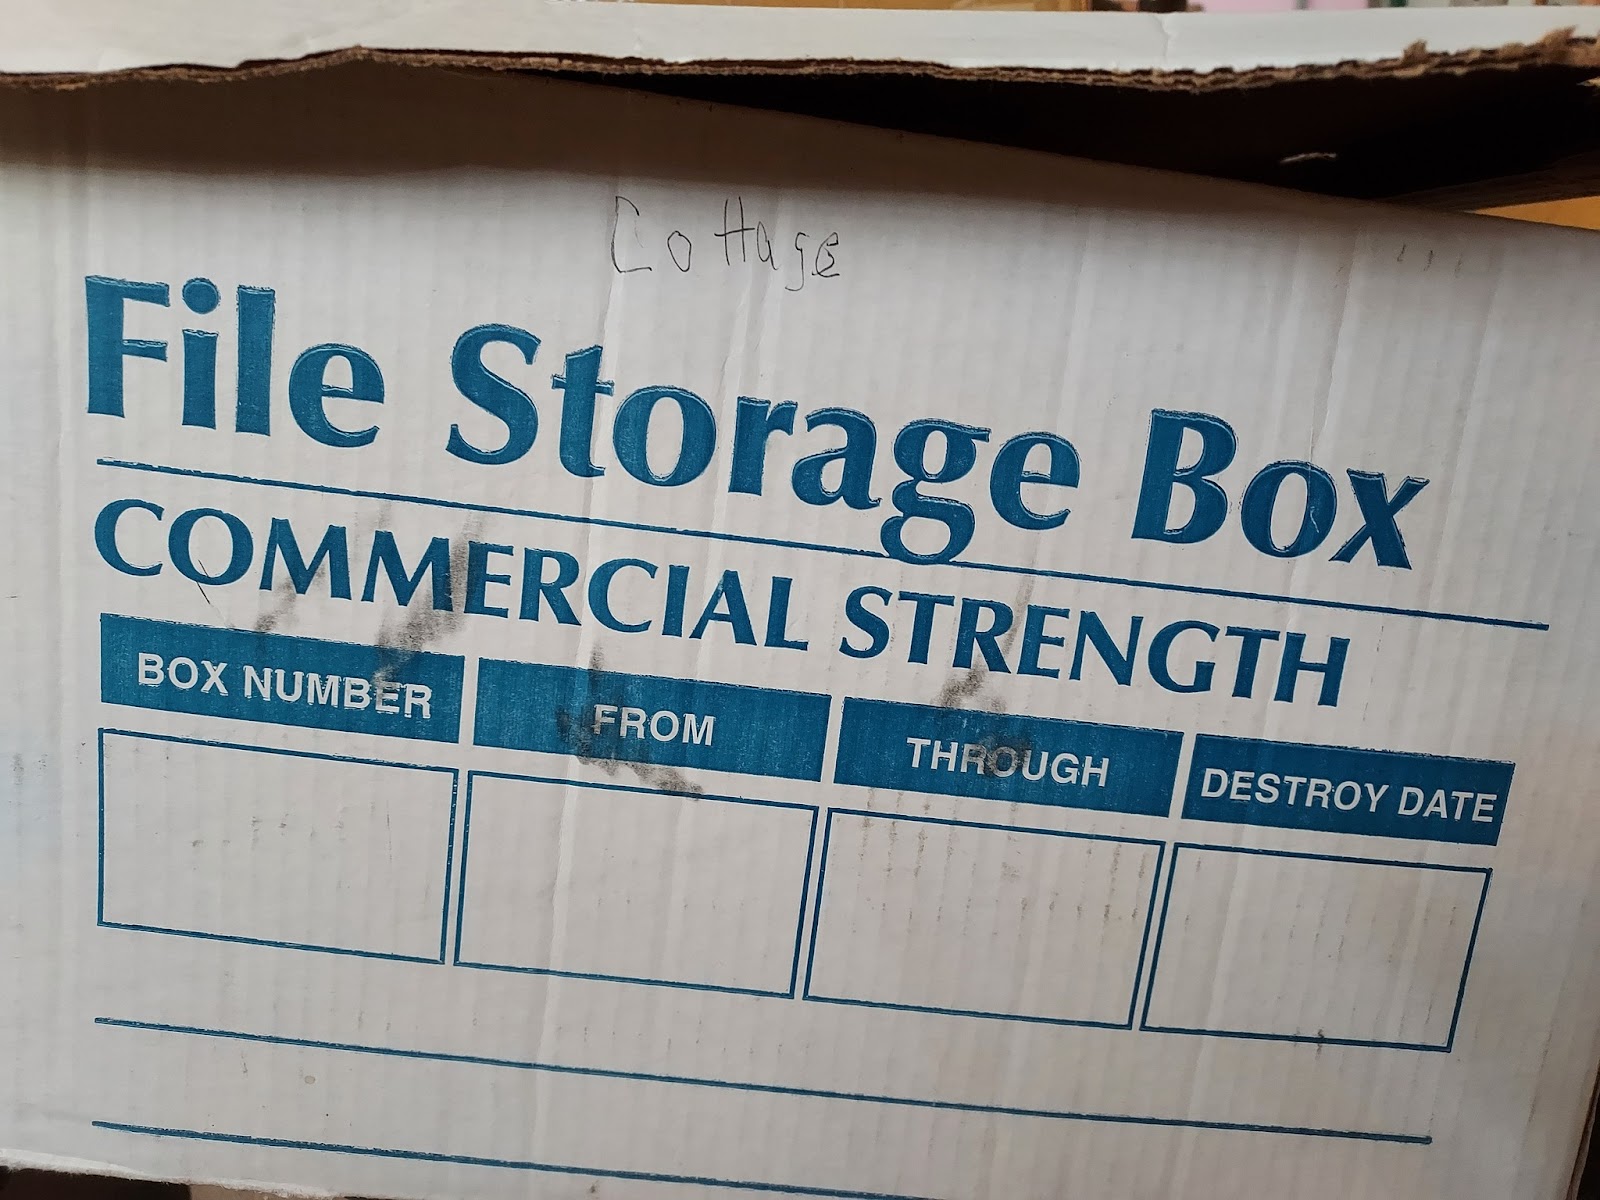 Cottage
File Storage Box
COMMERCIAL STRENGTH
BOX NUMBER FROM THROUGH DESTROY DATE